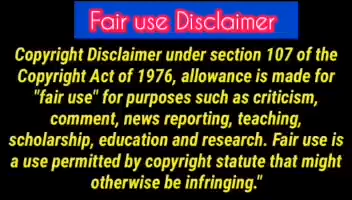 Fair use Disclaimer
Copyright Disclaimer under section 107 of the
Copyright Act of 1976, allowance is made for
"fair use" for purposes such as criticism,
comment, news reporting, teaching,
scholarship, education and research. Fair use is
a use permitted by copyright statute that might
otherwise be infringing."